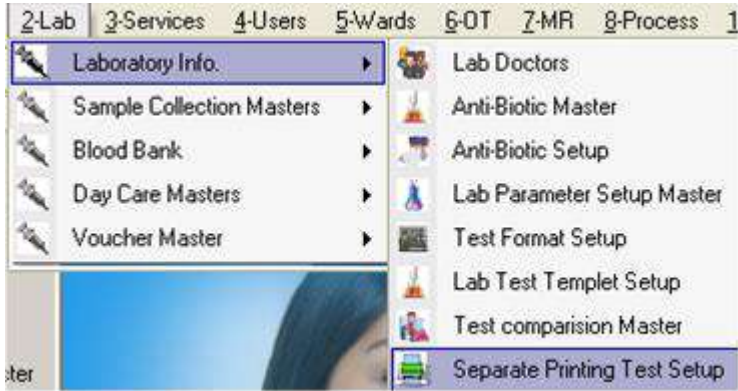 2-Lab 3-Services 4-Users 5-Wards 6-OT 7-MR 8-Process 1
Laboratory Info.
Sample Collection Masters
Blood Bank
Day Care Masters
Voucher Master
Lab Doctors
Anti-Biotic Master
Anti-Biotic Setup
Lab Parameter Setup Master
Test Format Setup
Lab Test Templet Setup
Test comparision Master
Separate Printing Test Setup
ster